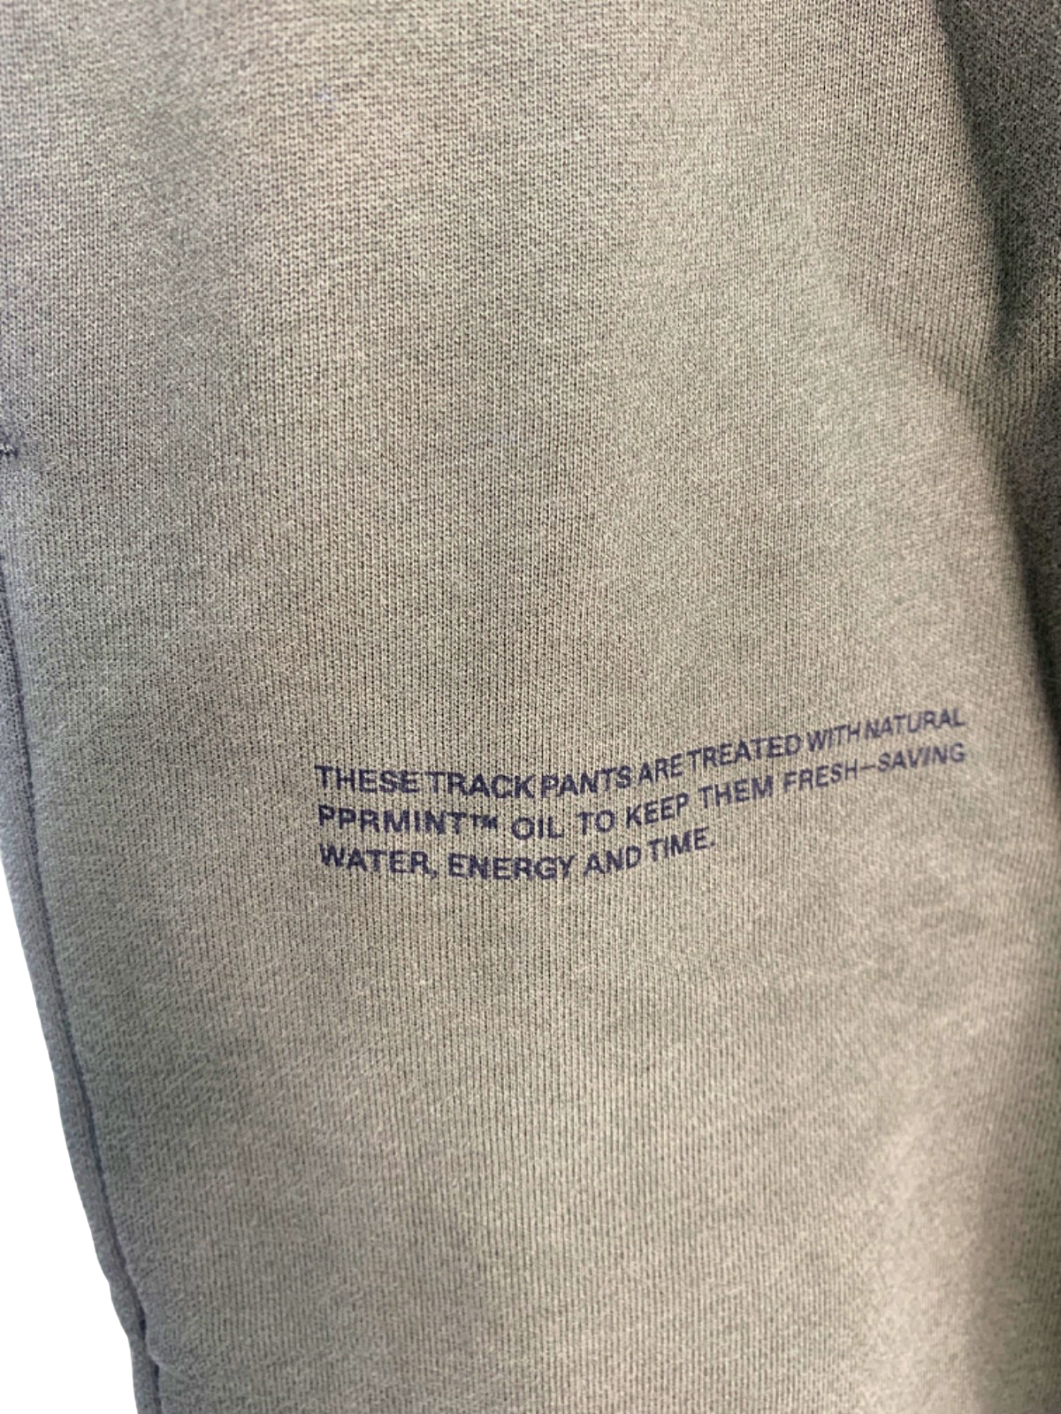 THESE TRACK PANTS ARE TREATED WITH NATURAL
PPRMINT™ OIL TO KEEP THEM FRESH—SAVING
WATER, ENERGY AND TIME.